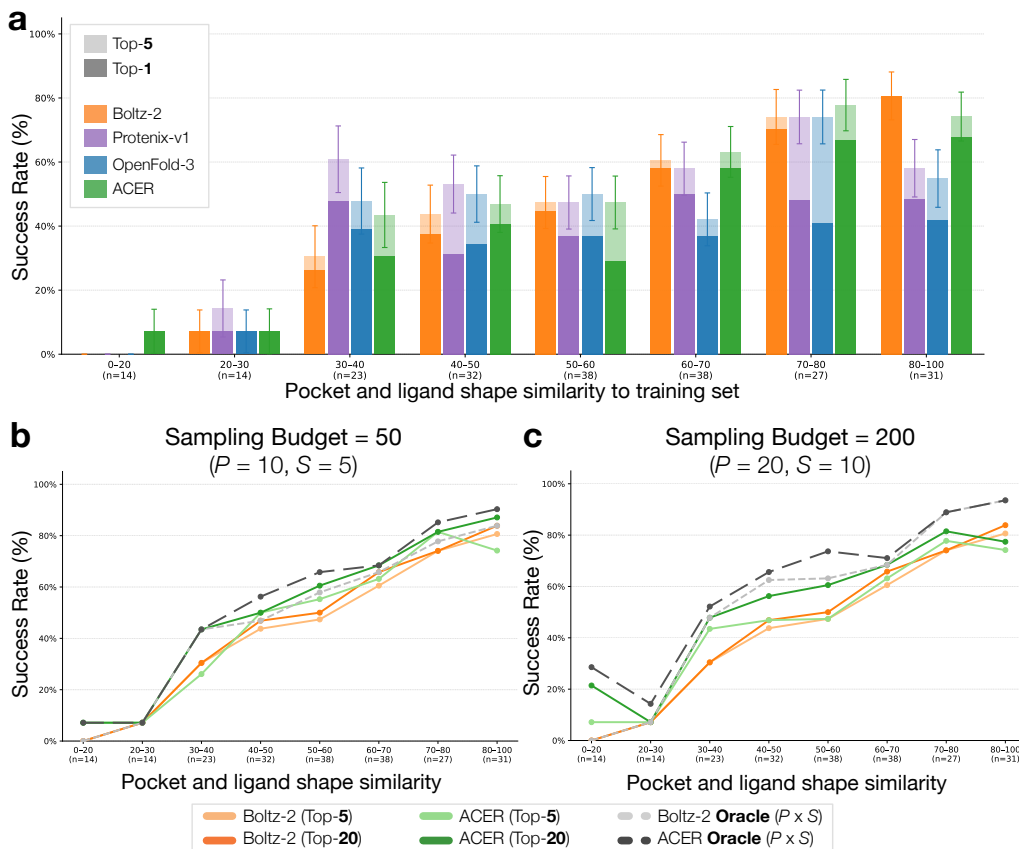 a
100%
80%
60%
40%
20%
0%
Success Rate (%)
Top-5
Top-1
Boltz-2
Protenix-v1
OpenFold-3
ACER
0–20 20–30 30–40 40–50 50–60 60–70 70–80 80–100
(n=14) (n=14) (n=23) (n=32) (n=38) (n=38) (n=27) (n=31)
Pocket and ligand shape similarity to training set
b
Sampling Budget = 50
(P = 10, S = 5)
100%
80%
60%
40%
20%
0%
Success Rate (%)
0–20 20–30 30–40 40–50 50–60 60–70 70–80 80–100
(n=14) (n=14) (n=23) (n=32) (n=38) (n=38) (n=27) (n=31)
Pocket and ligand shape similarity
c
Sampling Budget = 200
(P = 20, S = 10)
100%
80%
60%
40%
20%
0%
Success Rate (%)
0–20 20–30 30–40 40–50 50–60 60–70 70–80 80–100
(n=14) (n=14) (n=23) (n=32) (n=38) (n=38) (n=27) (n=31)
Pocket and ligand shape similarity
Boltz-2 (Top-5) ACER (Top-5) Boltz-2 Oracle (P x S)
Boltz-2 (Top-20) ACER (Top-20) ACER Oracle (P x S)